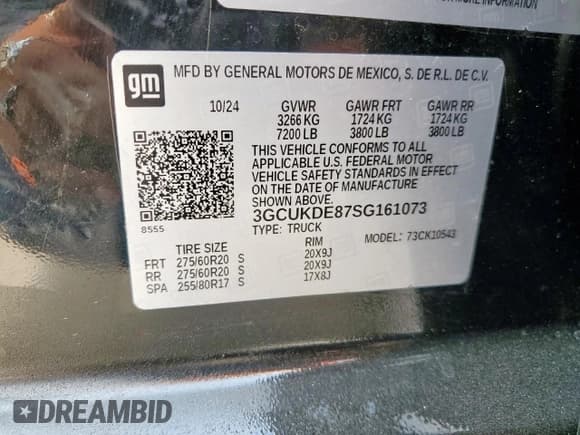 MORE INFORMATION
gm
MFD BY GENERAL MOTORS DE MEXICO, S. DE R.L. DE C.V.
10/24 GVWR GAWR FRT GAWR RR
3266 KG 1724 KG 1724 KG
7200 LB 3800 LB 3800 LB
THIS VEHICLE CONFORMS TO ALL
APPLICABLE U.S. FEDERAL MOTOR
VEHICLE SAFETY STANDARDS IN EFFECT
ON THE DATE OF MANUFACTURE
SHOWN ABOVE.
8555
3GCUKDE87SG161073
TYPE: TRUCK MODEL: 73CK10543
TIRE SIZE RIM
FRT 275/60R20 S 20X9J
RR 275/60R20 S 20X9J
SPA 255/80R17 S 17X8J
DREAMBID